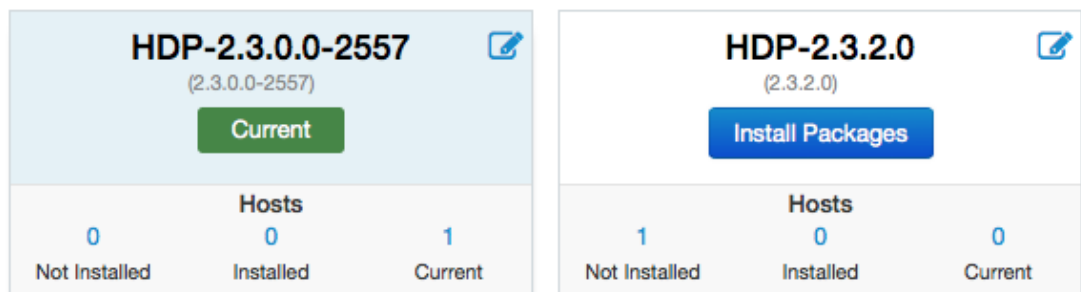 HDP-2.3.0.0-2557
(2.3.0.0-2557)
Current
Hosts
0 0 1
Not Installed Installed Current
HDP-2.3.2.0
(2.3.2.0)
Install Packages
Hosts
1 0 0
Not Installed Installed Current